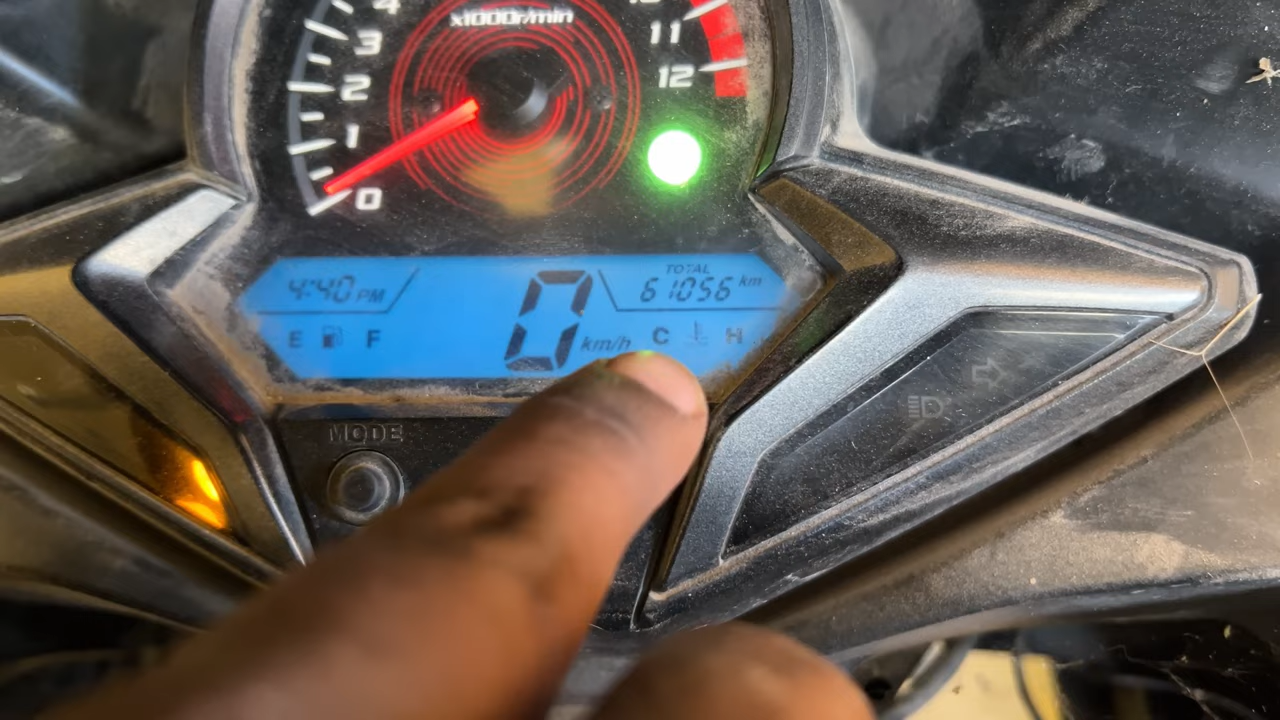 4
3
2
1
0
x1000r/min
11
12
4:40 PM
TOTAL
61056 km
0 km/h
E F
C H
MODE